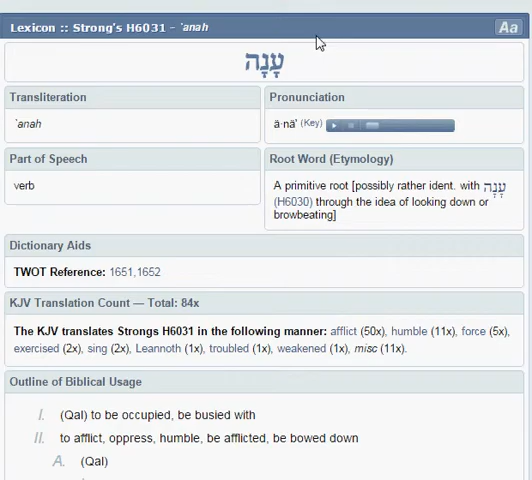 Lexicon :: Strong's H6031 - `anah
Aa
עָנָה
Transliteration
`anah
Pronunciation
ä·nä' (Key)
Part of Speech
verb
Root Word (Etymology)
A primitive root [possibly rather ident. with עָנָה
(H6030) through the idea of looking down or
browbeating]
Dictionary Aids
TWOT Reference: 1651,1652
KJV Translation Count — Total: 84x
The KJV translates Strongs H6031 in the following manner: afflict (50x), humble (11x), force (5x),
exercised (2x), sing (2x), Leannoth (1x), troubled (1x), weakened (1x), misc (11x).
Outline of Biblical Usage
I. (Qal) to be occupied, be busied with
II. to afflict, oppress, humble, be afflicted, be bowed down
A. (Qal)